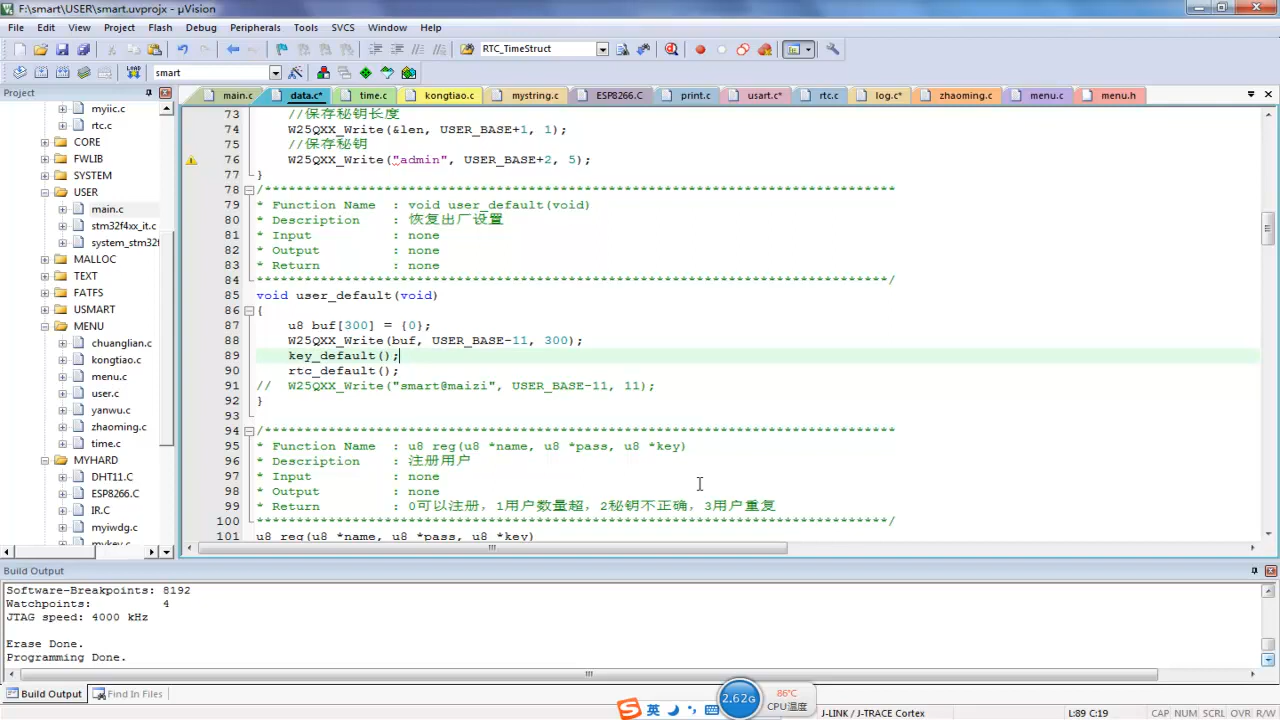 F:\smart\USER\smart.uvprojx - µVision
File Edit View Project Flash Debug Peripherals Tools SVCS Window Help
RTC_TimeStruct
LOAD smart
Project
main.c data.c* time.c kongtiao.c mystring.c ESP8266.C print.c usart.c* rtc.c log.c* zhaoming.c menu.c menu.h
myiic.c
rtc.c
CORE
FWLIB
SYSTEM
USER
main.c
stm32f4xx_it.c
system_stm32f
MALLOC
TEXT
FATFS
USMART
MENU
chuanglian.c
kongtiao.c
menu.c
user.c
yanwu.c
zhaoming.c
time.c
MYHARD
DHT11.C
ESP8266.C
IR.C
myiwdg.c
mykey.c
73 //保存秘钥长度
74 W25QXX_Write(&len, USER_BASE+1, 1);
75 //保存秘钥
76 W25QXX_Write("admin", USER_BASE+2, 5);
77 }
78 /******************************************************************************
79 * Function Name : void user_default(void)
80 * Description : 恢复出厂设置
81 * Input : none
82 * Output : none
83 * Return : none
84 ******************************************************************************/
85 void user_default(void)
86 {
87 u8 buf[300] = {0};
88 W25QXX_Write(buf, USER_BASE-11, 300);
89 key_default();
90 rtc_default();
91 // W25QXX_Write("smart@maizi", USER_BASE-11, 11);
92 }
93
94 /******************************************************************************
95 * Function Name : u8 reg(u8 *name, u8 *pass, u8 *key)
96 * Description : 注册用户
97 * Input : none
98 * Output : none
99 * Return : 0可以注册，1用户数量超，2秘钥不正确，3用户重复
100 ******************************************************************************/
101 u8 reg(u8 *name, u8 *pass, u8 *key)
Build Output
Software-Breakpoints: 8192
Watchpoints: 4
JTAG speed: 4000 kHz
Erase Done.
Programming Done.
Build Output Find In Files
英 2.62G 86°C CPU温度
J-LINK / J-TRACE Cortex L:89 C:19 CAP NUM SCRL OVR R/W